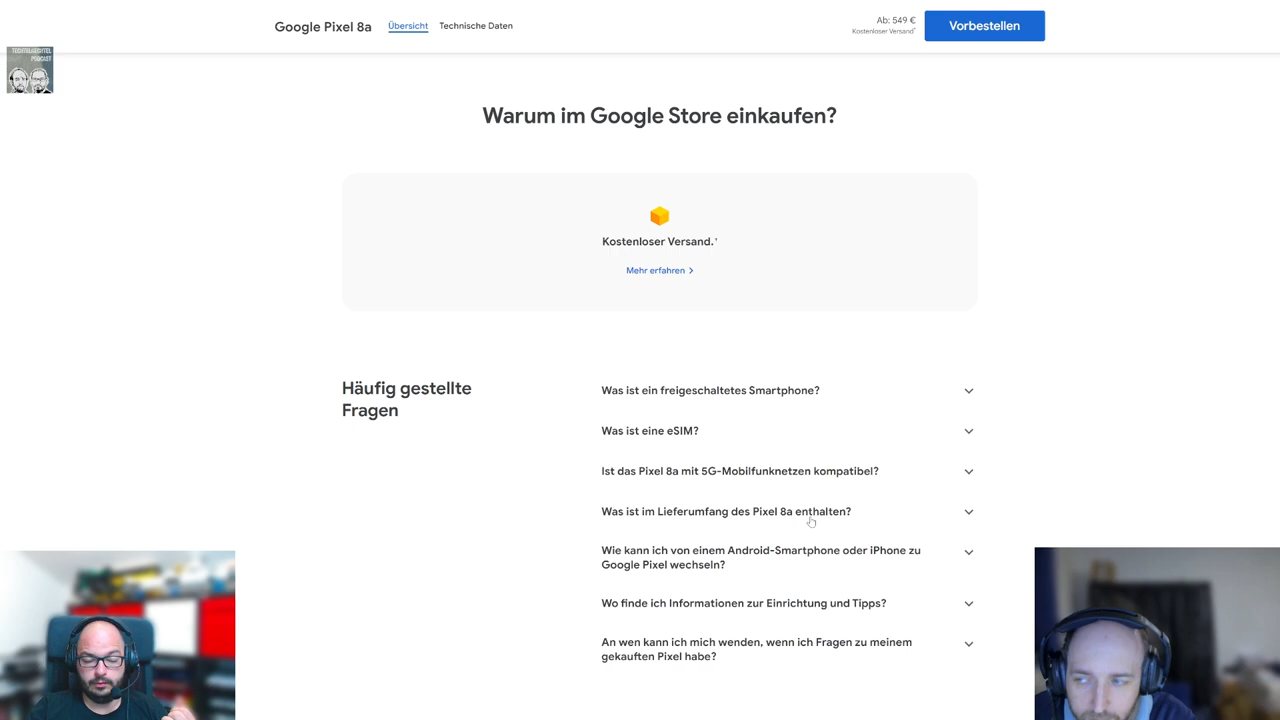 Google Pixel 8a
Übersicht
Technische Daten
Ab: 549 €
Kostenloser Versand*
Vorbestellen
PODCAST
Warum im Google Store einkaufen?
Kostenloser Versand.*
Mehr erfahren
Häufig gestellte
Fragen
Was ist ein freigeschaltetes Smartphone?
Was ist eine eSIM?
Ist das Pixel 8a mit 5G-Mobilfunknetzen kompatibel?
Was ist im Lieferumfang des Pixel 8a enthalten?
Wie kann ich von einem Android-Smartphone oder iPhone zu
Google Pixel wechseln?
Wo finde ich Informationen zur Einrichtung und Tipps?
An wen kann ich mich wenden, wenn ich Fragen zu meinem
gekauften Pixel habe?